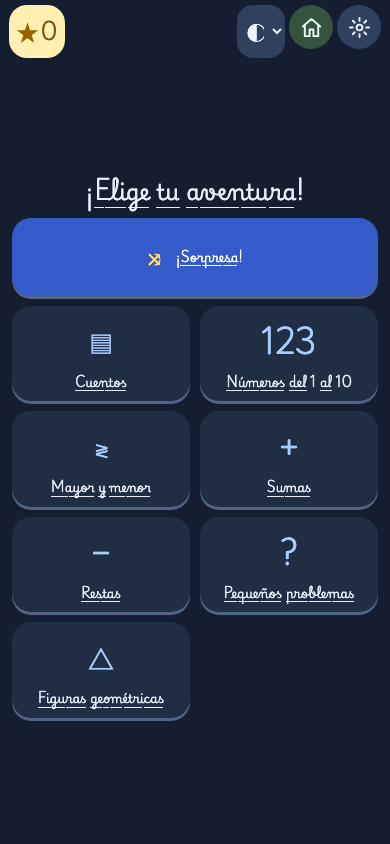 ★0
¡Elige tu aventura!
¡Sorpresa!
Cuentos
123
Números del 1 al 10
≷
Mayor y menor
+
Sumas
−
Restas
?
Pequeños problemas
Figuras geométricas